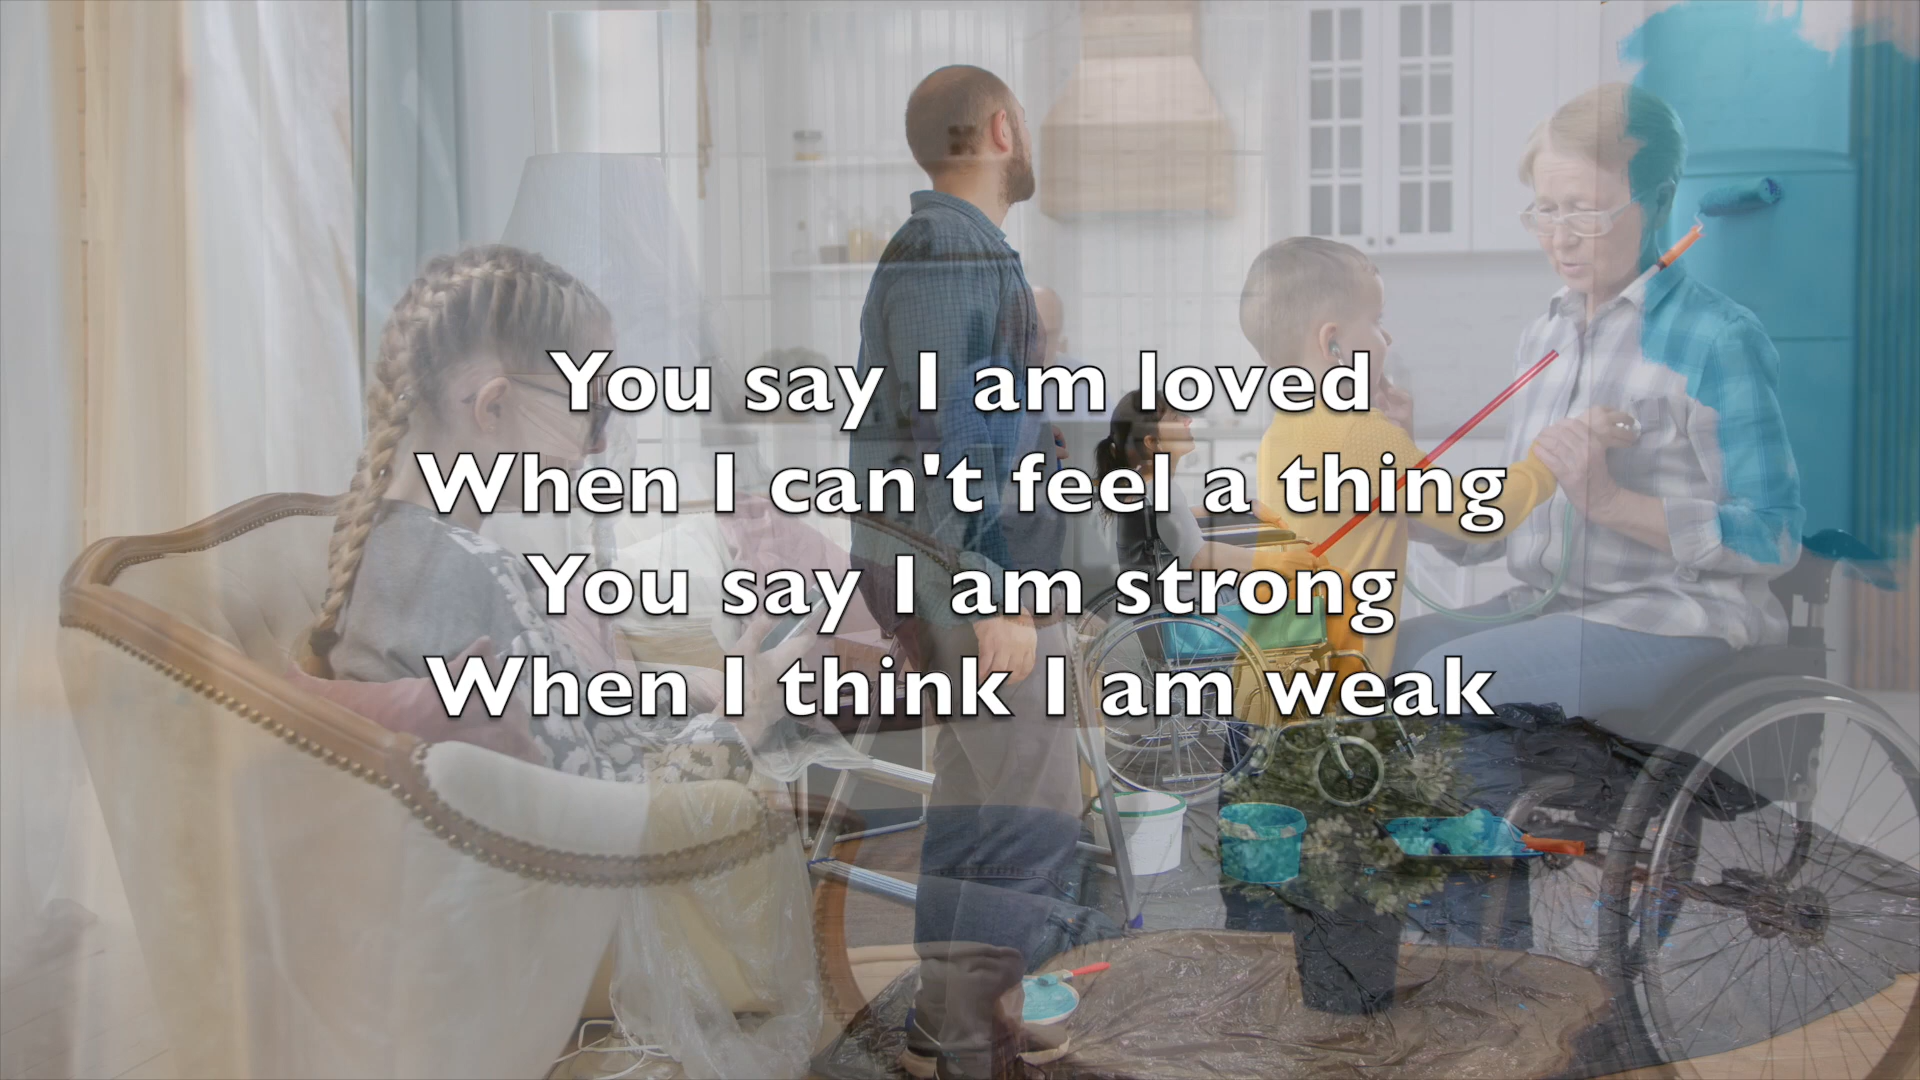 You say I am loved
When I can't feel a thing
You say I am strong
When I think I am weak